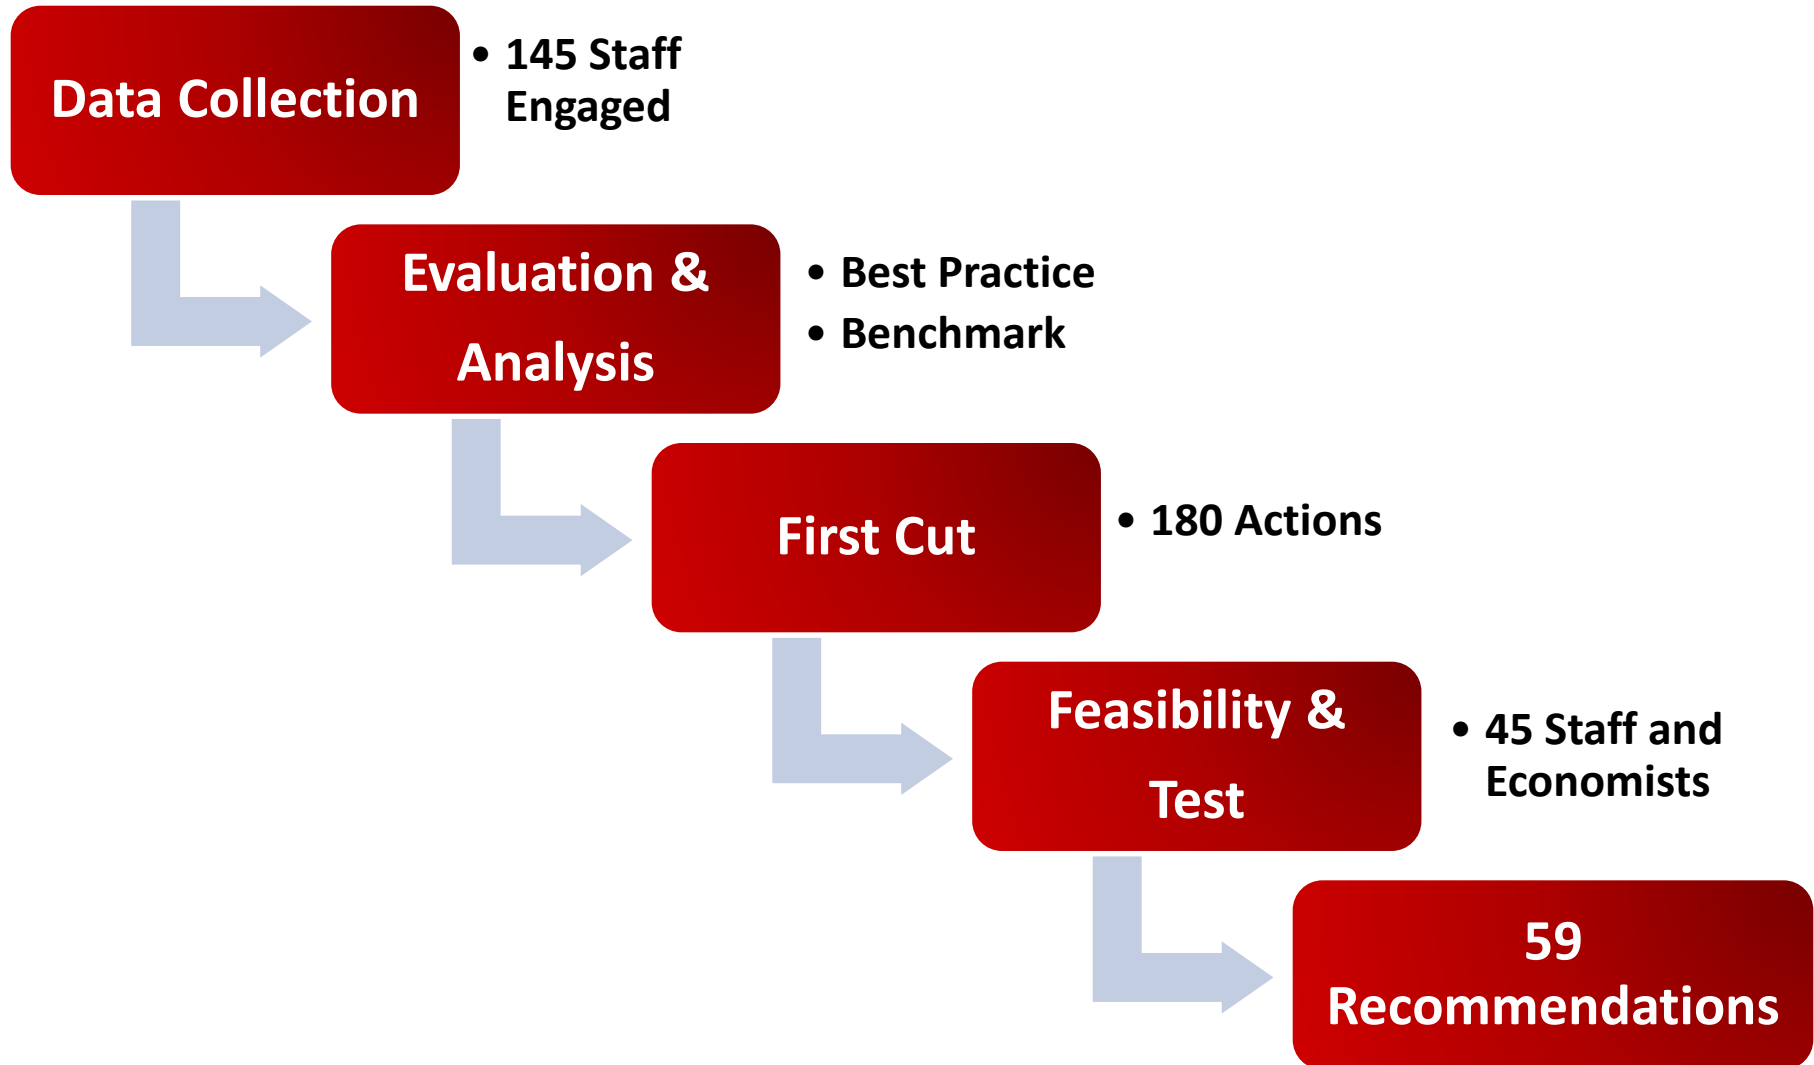 Data Collection
• 145 Staff
Engaged
Evaluation &
Analysis
• Best Practice
• Benchmark
First Cut
• 180 Actions
Feasibility &
Test
• 45 Staff and
Economists
59
Recommendations